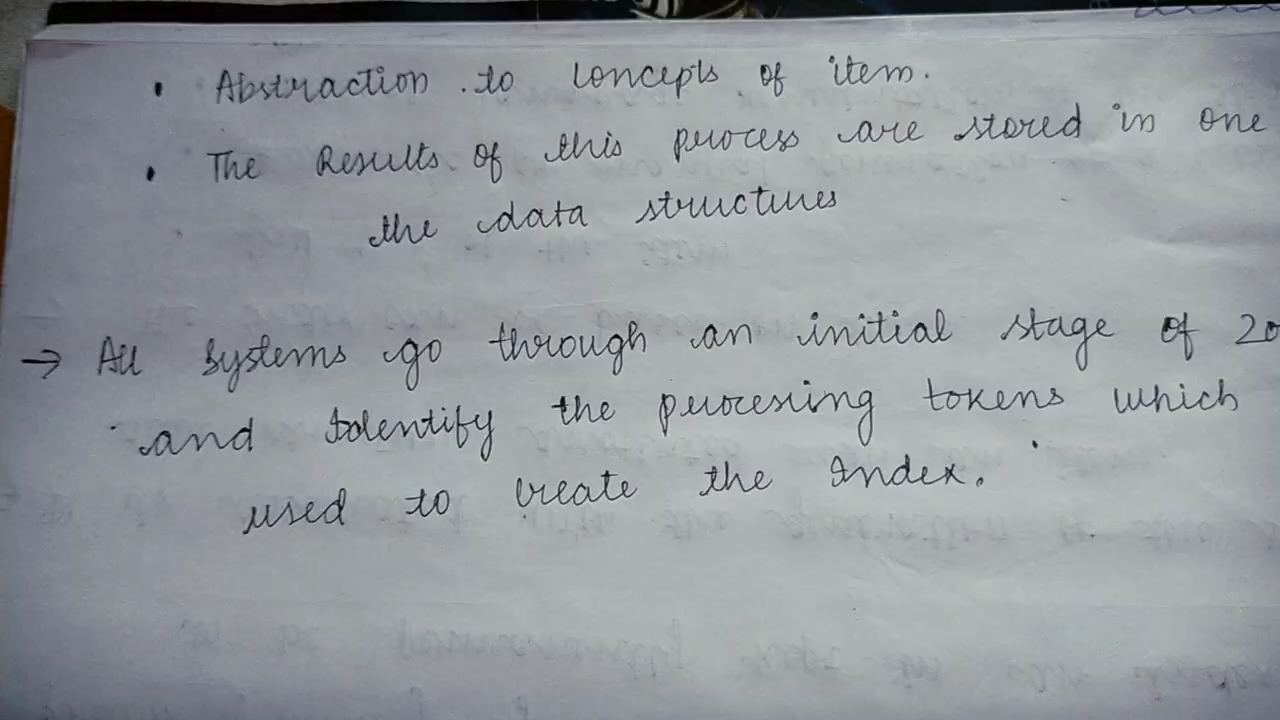 • Abstraction to concepts of item.
• The Results of this process are stored in one
the data structures
→ All systems go through an initial stage of
and Identify the processing tokens which
used to create the Index.